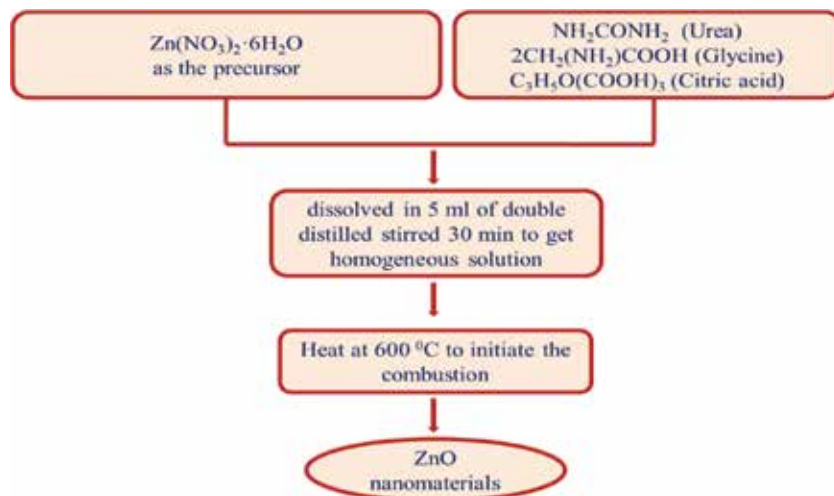 Zn(NO₃)₂·6H₂O
as the precursor
NH₂CONH₂ (Urea)
2CH₂(NH₂)COOH (Glycine)
C₃H₅O(COOH)₃ (Citric acid)
dissolved in 5 ml of double
distilled stirred 30 min to get
homogeneous solution
Heat at 600 ⁰C to initiate the
combustion
ZnO
nanomaterials